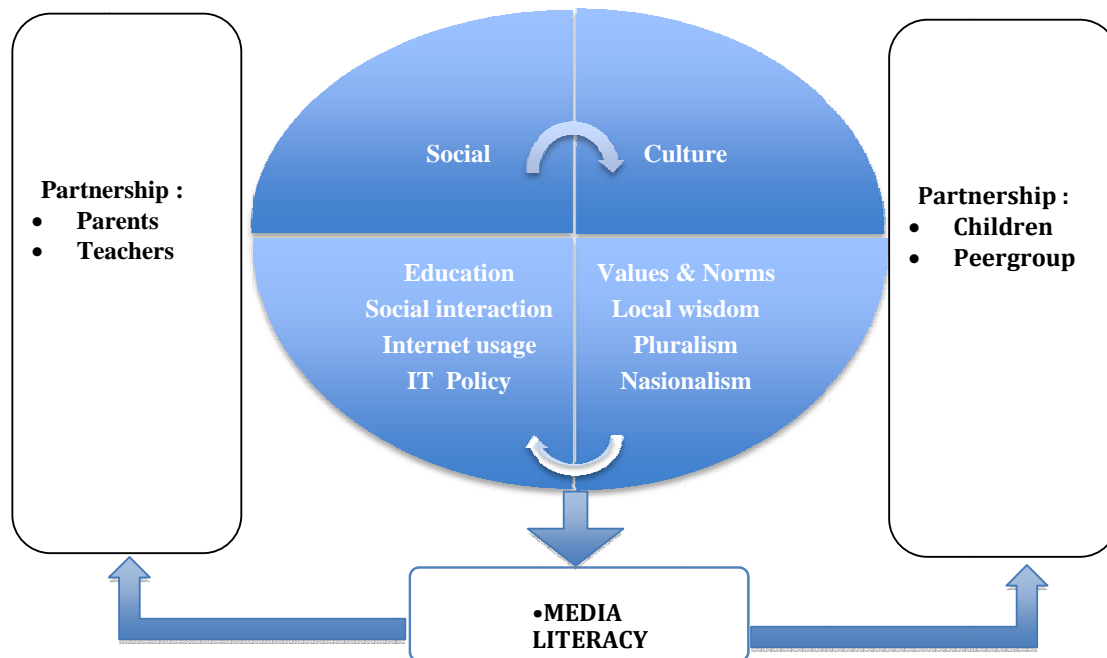 Partnership :
• Parents
• Teachers
Social
Culture
Education
Social interaction
Internet usage
IT Policy
Values & Norms
Local wisdom
Pluralism
Nasionalism
Partnership :
• Children
• Peergroup
•MEDIA
LITERACY